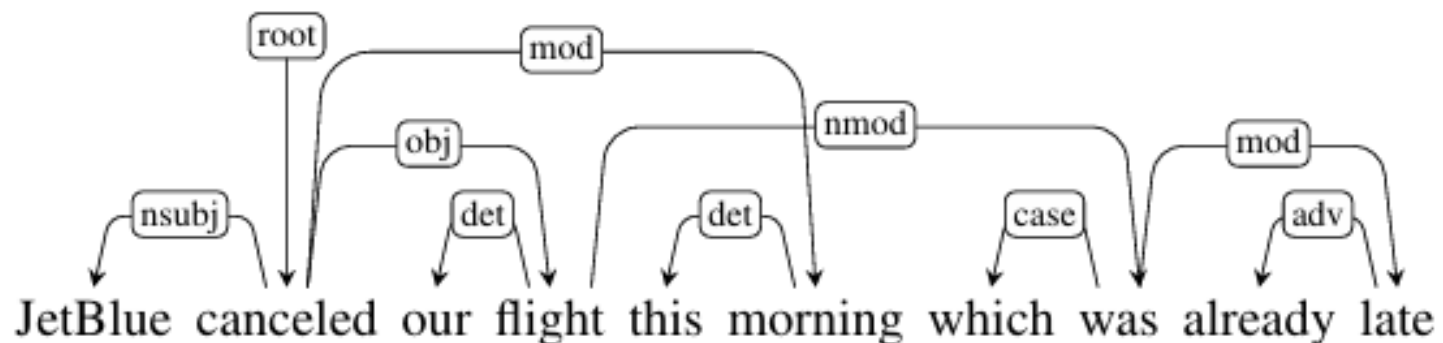 root
mod
nmod
obj
mod
nsubj
det
det
case
adv
JetBlue canceled our flight this morning which was already late